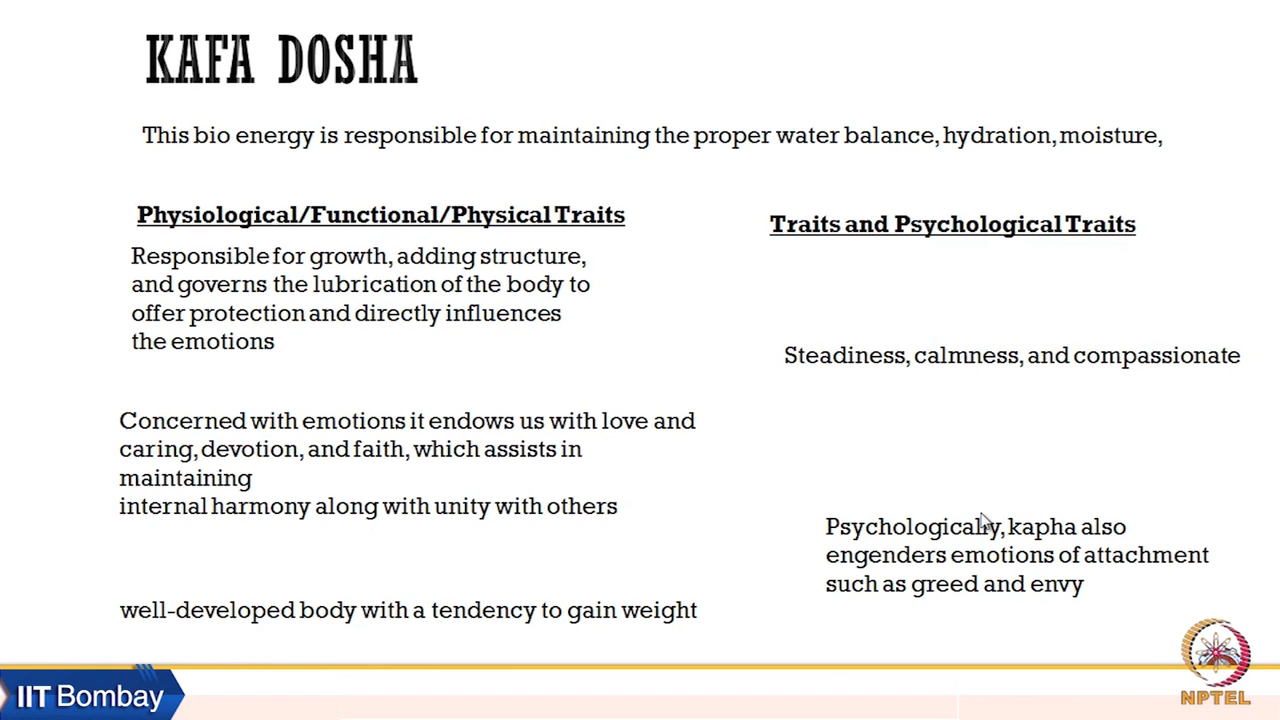 KAFA DOSHA
This bio energy is responsible for maintaining the proper water balance, hydration, moisture,
Physiological/Functional/Physical Traits
Responsible for growth, adding structure,
and governs the lubrication of the body to
offer protection and directly influences
the emotions
Concerned with emotions it endows us with love and
caring, devotion, and faith, which assists in
maintaining
internal harmony along with unity with others
well-developed body with a tendency to gain weight
Traits and Psychological Traits
Steadiness, calmness, and compassionate
Psychologically, kapha also
engenders emotions of attachment
such as greed and envy
IIT Bombay
NPTEL